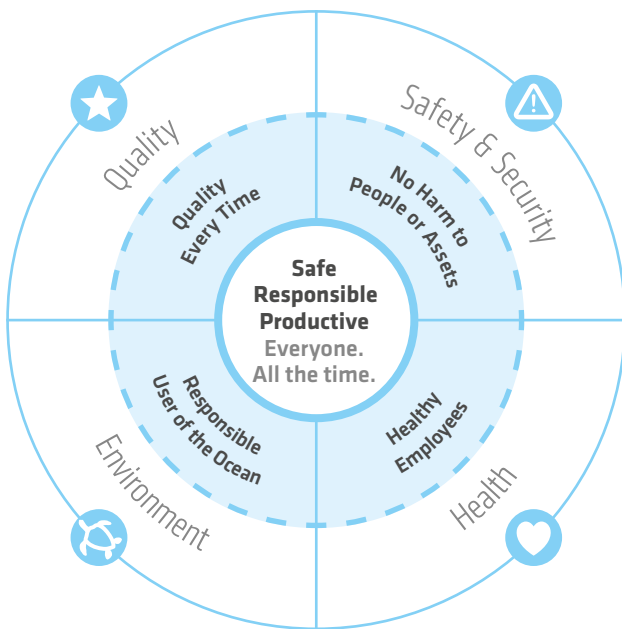 Quality
Safety & Security
Quality
Every Time
No Harm to
People or Assets
Safe
Responsible
Productive
Everyone.
All the time.
Responsible
User of the Ocean
Healthy
Employees
Environment
Health